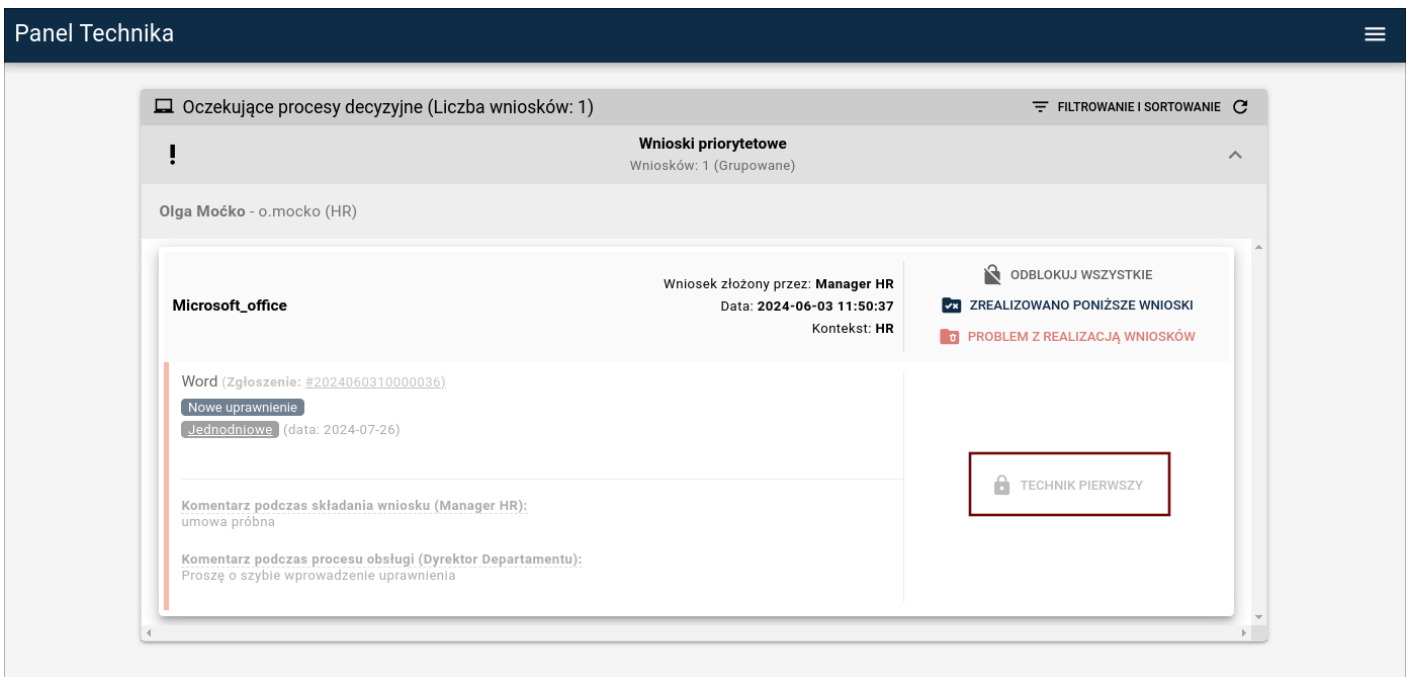 Panel Technika
Oczekujące procesy decyzyjne (Liczba wniosków: 1)
FILTROWANIE I SORTOWANIE
Wnioski priorytetowe
Wniosków: 1 (Grupowane)
Olga Moćko - o.mocko (HR)
Microsoft_office
Wniosek złożony przez: Manager HR
Data: 2024-06-03 11:50:37
Kontekst: HR
ODBLOKUJ WSZYSTKIE
ZREALIZOWANO PONIŻSZE WNIOSKI
PROBLEM Z REALIZACJĄ WNIOSKÓW
Word (Zgłoszenie: #2024060310000036)
Nowe uprawnienie
Jednodniowe (data: 2024-07-26)
TECHNIK PIERWSZY
Komentarz podczas składania wniosku (Manager HR):
umowa próbna
Komentarz podczas procesu obsługi (Dyrektor Departamentu):
Proszę o szybie wprowadzenie uprawnienia